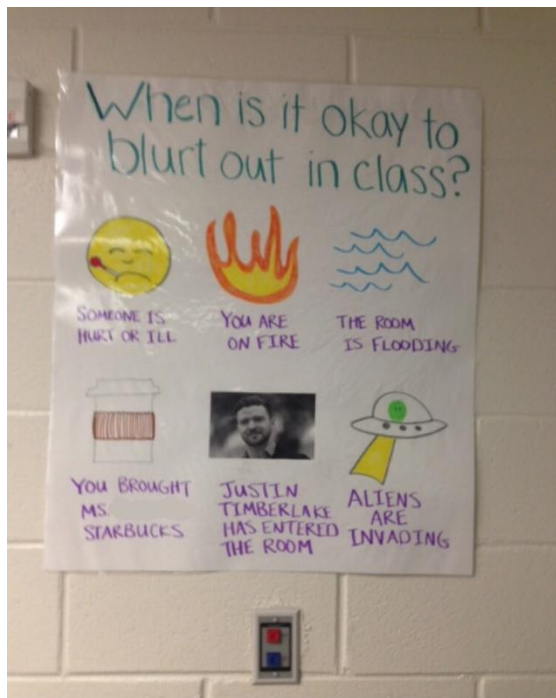 When is it okay to
blurt out in class?
SOMEONE IS
HURT OR ILL
YOU ARE
ON FIRE
THE ROOM
IS FLOODING
YOU BROUGHT
MS.
STARBUCKS
JUSTIN
TIMBERLAKE
HAS ENTERED
THE ROOM
ALIENS
ARE
INVADING